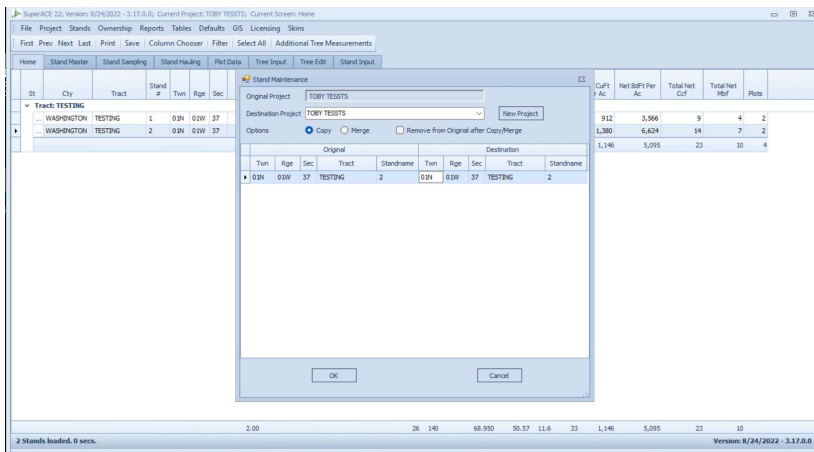 SuperACE 22; Version: 8/24/2022 - 3.17.0.0; Current Project: TOBY TESSTS; Current Screen: Home
File Project Stands Ownership Reports Tables Defaults GIS Licensing Skins
First Prev Next Last Print Save Column Chooser Filter Select All Additional Tree Measurements
Home Stand Master Stand Sampling Stand Hauling Plot Data Tree Input Tree Edit Stand Input
St Cty Tract Stand # Twn Rge Sec CuFt Ac Net BdFt Per Ac Total Net Ccf Total Net Mbf Plots
Tract: TESTING
... WASHINGTON TESTING 1 01N 01W 37 912 3,566 9 4 2
... WASHINGTON TESTING 2 01N 01W 37 1,380 6,624 14 7 2
1,146 5,095 23 10 4
Stand Maintenance
Original Project TOBY TESSTS
Destination Project TOBY TESSTS New Project
Options Copy Merge Remove from Original after Copy/Merge
Original Destination
Twn Rge Sec Tract Standname Twn Rge Sec Tract Standname
01N 01W 37 TESTING 2 01N 01W 37 TESTING 2
OK Cancel
2.00 26 140 68.950 50.57 11.6 33 1,146 5,095 23 10
2 Stands loaded. 0 secs. Version: 8/24/2022 - 3.17.0.0